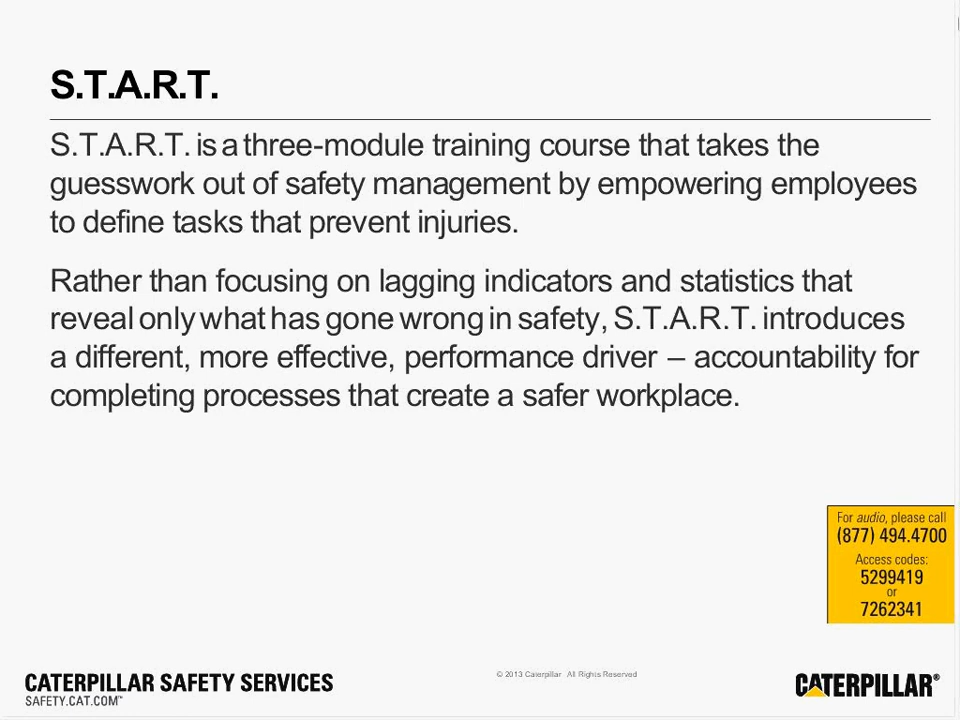 S.T.A.R.T.
S.T.A.R.T. is a three-module training course that takes the
guesswork out of safety management by empowering employees
to define tasks that prevent injuries.
Rather than focusing on lagging indicators and statistics that
reveal only what has gone wrong in safety, S.T.A.R.T. introduces
a different, more effective, performance driver – accountability for
completing processes that create a safer workplace.
For audio, please call
(877) 494.4700
Access codes:
5299419
or
7262341
CATERPILLAR SAFETY SERVICES
SAFETY.CAT.COM™
© 2013 Caterpillar All Rights Reserved
CATERPILLAR®